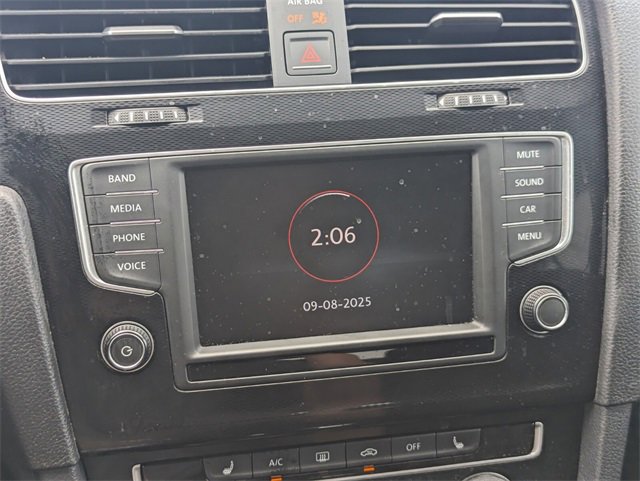 AIR BAG
OFF
BAND
MEDIA
PHONE
VOICE
2:06
09-08-2025
MUTE
SOUND
CAR
MENU
A/C
OFF